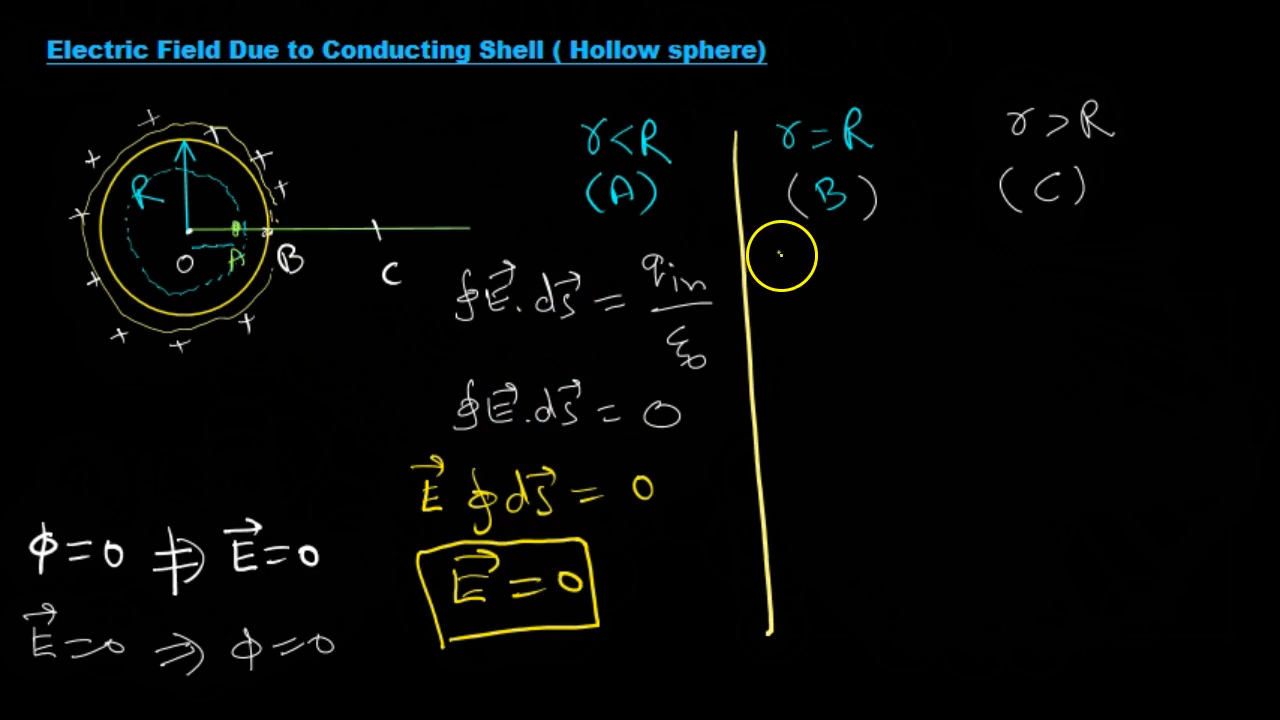 Electric Field Due to Conducting Shell ( Hollow sphere)
+ + + + + + + + + + +
R
O A B C
r<R
(A)
r=R
(B)
r>R
(C)
∮E⃗.ds⃗ = qin/ε0
∮E⃗.ds⃗ = 0
E⃗ ∮ds⃗ = 0
E⃗ = 0
ϕ=0 ⇏ E⃗=0
E⃗=0 ⇒ ϕ=0